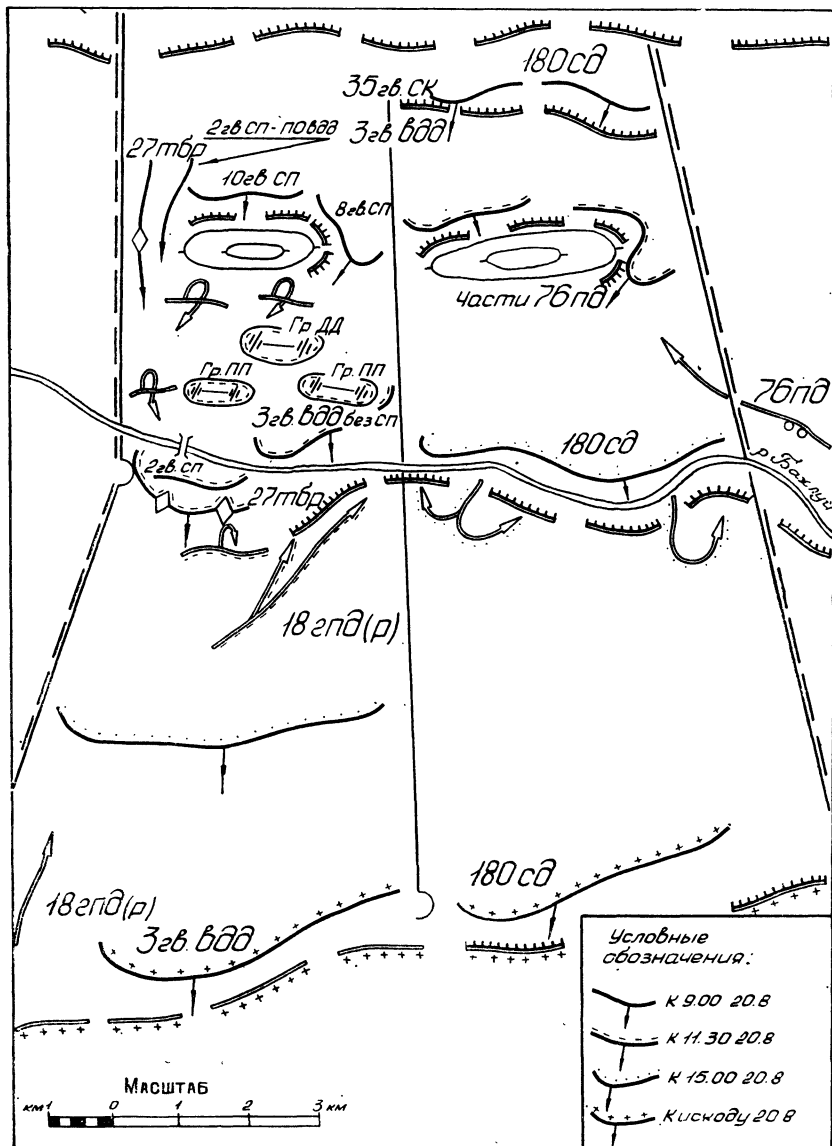 180сд
35гв.ск
2гв сп-по вдд
3гв вдд
27тбр
10гв сп
8гв.сп
Части 76пд
Гр.ДД
Гр.ПП
Гр.ПП
76пд
3гв.вдд без сп
180сд
р.Бахлуй
2гв.сп
27тбр
18гпд(р)
180сд
18гпд(р)
3гв.вдд
Условные
обозначения:
К 9.00 20.8
К 11.30 20.8
К 15.00 20.8
К исходу 20 8
Масштаб
км1 0 1 2 3 км